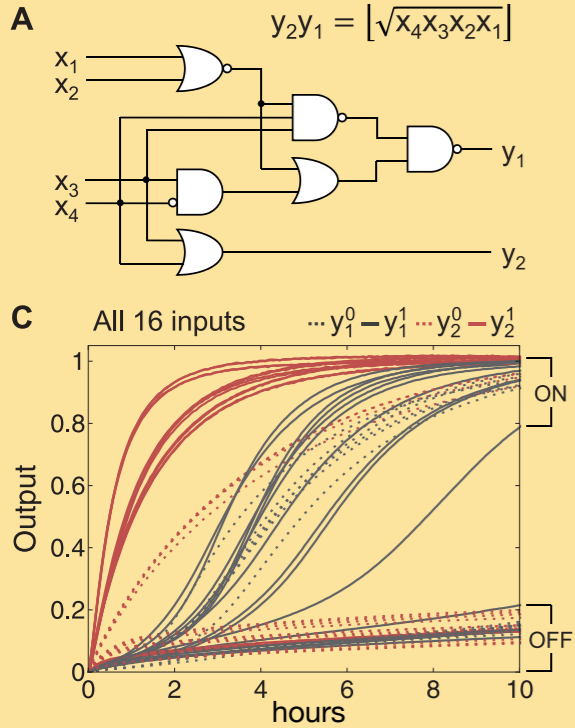 A
y₂y₁ = ⌊√x₄x₃x₂x₁⌋
x₁
x₂
x₃
x₄
y₁
y₂
C
All 16 inputs
y₁⁰ y₁¹ y₂⁰ y₂¹
1
0.8
0.6
0.4
0.2
0
Output
ON
OFF
0 2 4 6 8 10
hours